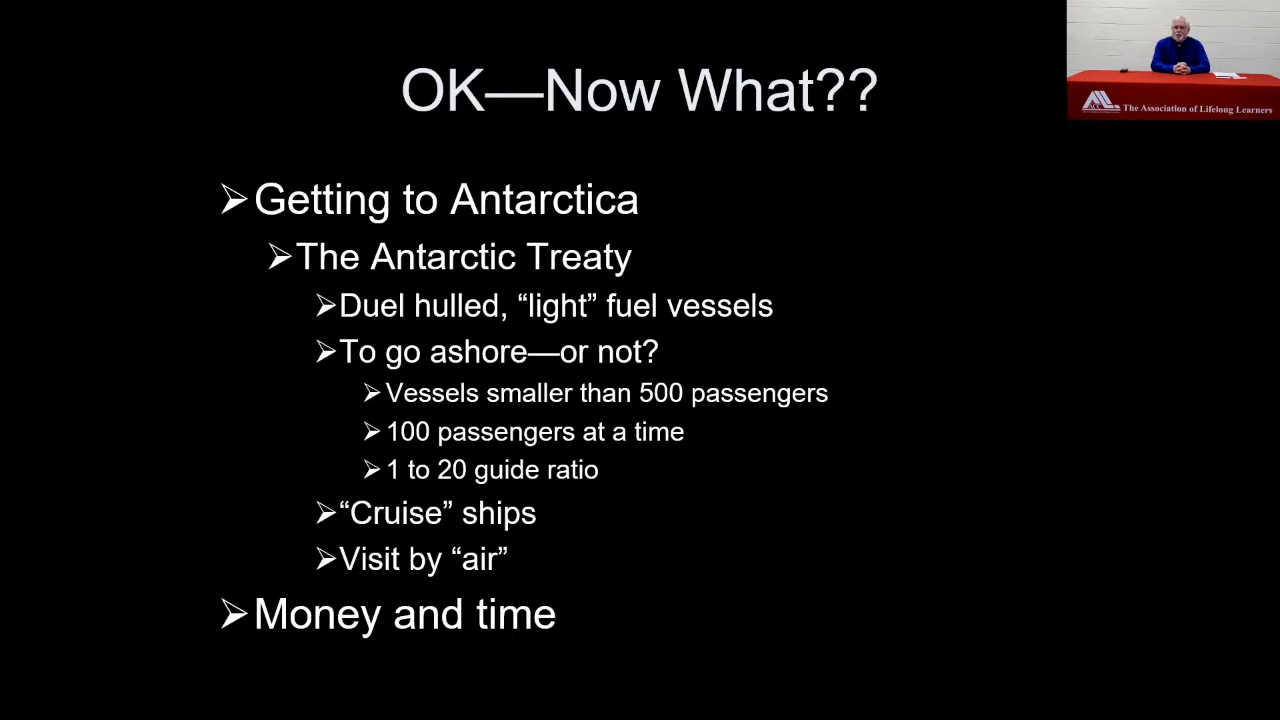 OK—Now What??
➢Getting to Antarctica
➢The Antarctic Treaty
➢Duel hulled, “light” fuel vessels
➢To go ashore—or not?
➢Vessels smaller than 500 passengers
➢100 passengers at a time
➢1 to 20 guide ratio
➢“Cruise” ships
➢Visit by “air”
➢Money and time
ACC
The Association of Lifelong Learners